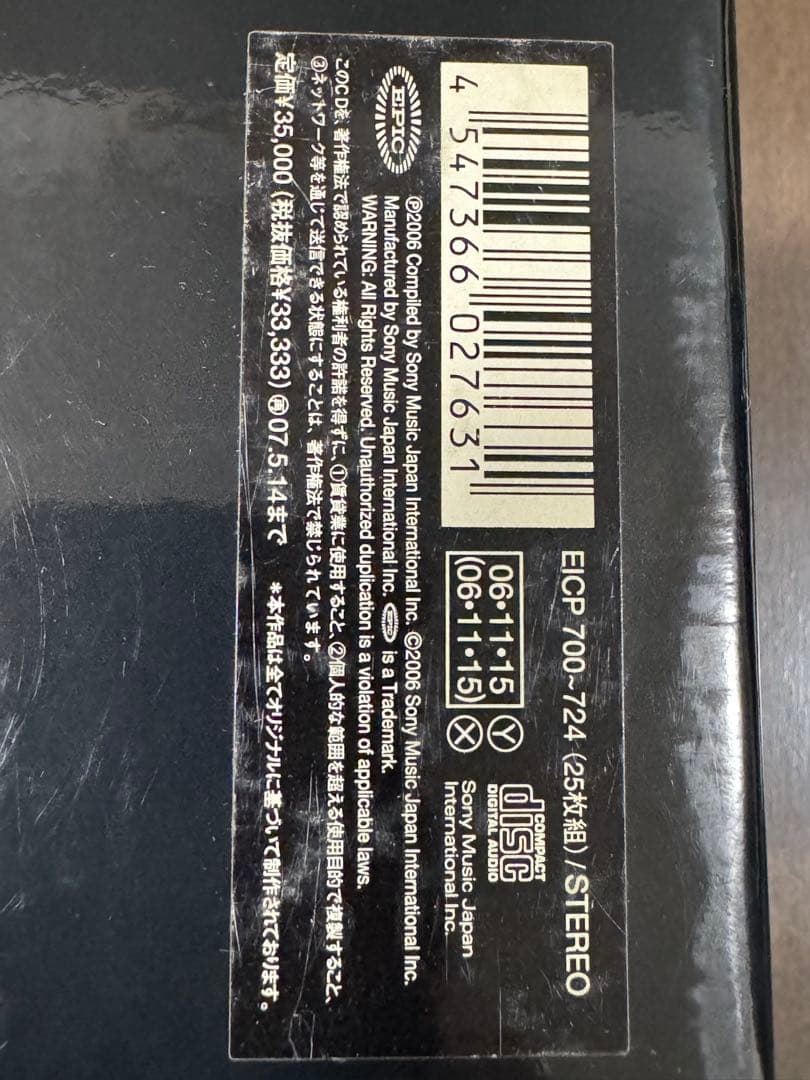 EICP 700~724 (25枚組) / STEREO
4 547366 027631
06・11・15 Ⓨ
(06・11・15) Ⓧ
COMPACT
disc
DIGITAL AUDIO
Sony Music Japan
International Inc.
EPIC
Ⓟ2006 Compiled by Sony Music Japan International Inc. ©2006 Sony Music Japan International Inc.
Manufactured by Sony Music Japan International Inc. EPIC is a Trademark.
WARNING: All Rights Reserved. Unauthorized duplication is a violation of applicable laws.
このCDを、著作権法で認められている権利者の許諾を得ずに、①賃貸業に使用すること、②個人的な範囲を超える使用目的で複製すること、
③ネットワーク等を通じて送信できる状態にすることは、著作権法で禁じられています。
定価¥35,000 (税抜価格¥33,333) ㊢07.5.14まで *本作品は全てオリジナルに基づいて制作されております。